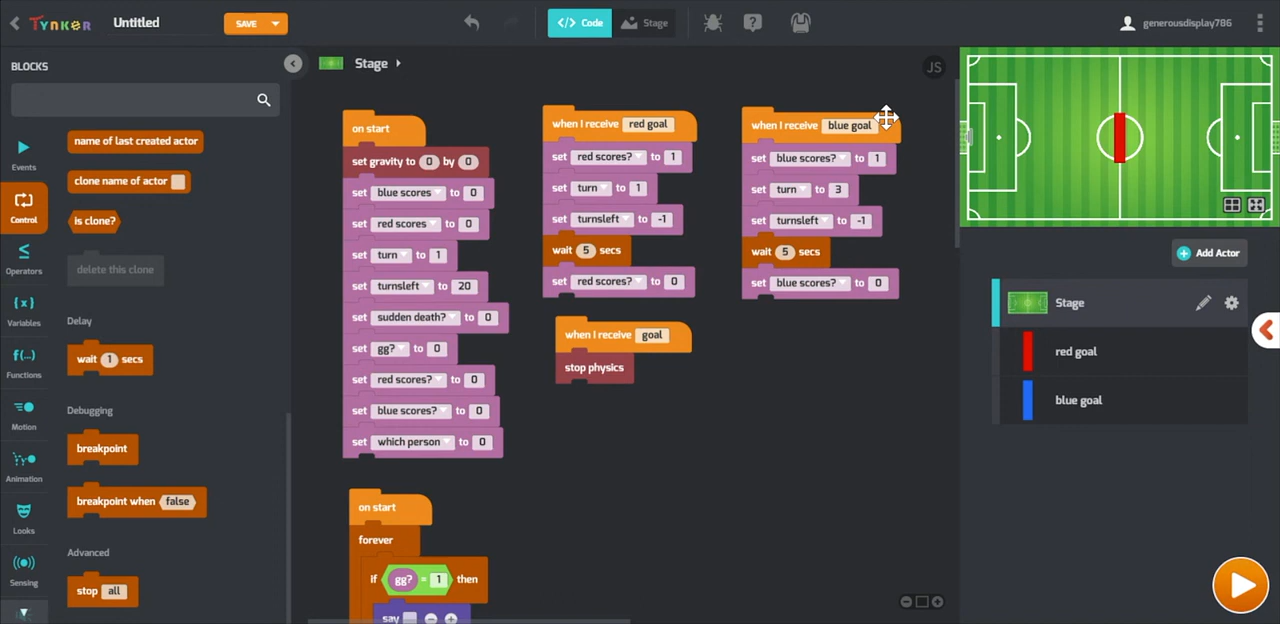 TYNKER
Untitled
SAVE
</> Code
Stage
generousdisplay786
BLOCKS
Events
Control
Operators
{x}
Variables
f(...)
Functions
Motion
Animation
Looks
Sensing
name of last created actor
clone name of actor
is clone?
delete this clone
Delay
wait 1 secs
Debugging
breakpoint
breakpoint when false
Advanced
stop all
Stage
JS
on start
set gravity to 0 by 0
set blue scores to 0
set red scores to 0
set turn to 1
set turnsleft to 20
set sudden death? to 0
set gg? to 0
set red scores? to 0
set blue scores? to 0
set which person to 0
on start
forever
if gg? = 1 then
say
when I receive red goal
set red scores? to 1
set turn to 1
set turnsleft to -1
wait 5 secs
set red scores? to 0
when I receive goal
stop physics
when I receive blue goal
set blue scores? to 1
set turn to 3
set turnsleft to -1
wait 5 secs
set blue scores? to 0
Add Actor
Stage
red goal
blue goal